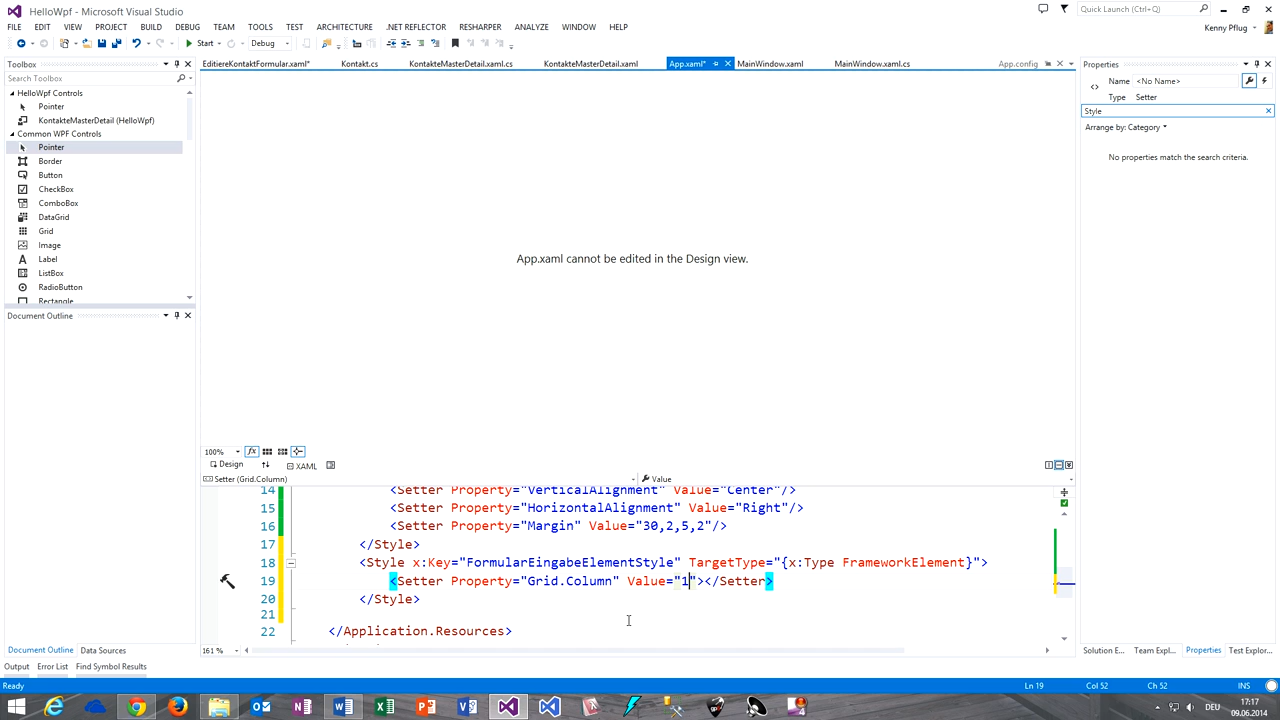 HelloWpf - Microsoft Visual Studio
Quick Launch (Ctrl+Q)
FILE EDIT VIEW PROJECT BUILD DEBUG TEAM TOOLS TEST ARCHITECTURE .NET REFLECTOR RESHARPER ANALYZE WINDOW HELP
Kenny Pflug
Start
Debug
Toolbox
Search Toolbox
HelloWpf Controls
Pointer
KontakteMasterDetail (HelloWpf)
Common WPF Controls
Pointer
Border
Button
CheckBox
ComboBox
DataGrid
Grid
Image
Label
ListBox
RadioButton
Rectangle
Document Outline
EditiereKontaktFormular.xaml* Kontakt.cs KontakteMasterDetail.xaml.cs KontakteMasterDetail.xaml App.xaml* MainWindow.xaml MainWindow.xaml.cs App.config
App.xaml cannot be edited in the Design view.
100%
Design
XAML
Setter (Grid.Column)
Value
14 <Setter Property="VerticalAlignment" Value="Center"/>
15 <Setter Property="HorizontalAlignment" Value="Right"/>
16 <Setter Property="Margin" Value="30,2,5,2"/>
17 </Style>
18 <Style x:Key="FormularEingabeElementStyle" TargetType="{x:Type FrameworkElement}">
19 <Setter Property="Grid.Column" Value="1"></Setter>
20 </Style>
21
22 </Application.Resources>
161 %
Properties
Name <No Name>
Type Setter
Style
Arrange by: Category
No properties match the search criteria.
Document Outline Data Sources
Solution E... Team Expl... Properties Test Explor...
Output Error List Find Symbol Results
Ready
Ln 19 Col 52 Ch 52 INS
DEU
17:17
09.06.2014